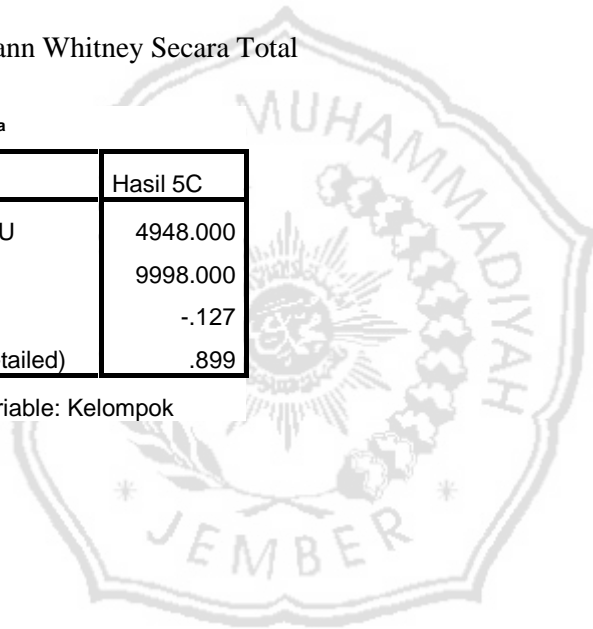 ann Whitney Secara Total
a
Hasil 5C
U 4948.000
9998.000
-.127
tailed) .899
riable: Kelompok
MUHAMMADIYAH
JEMBER